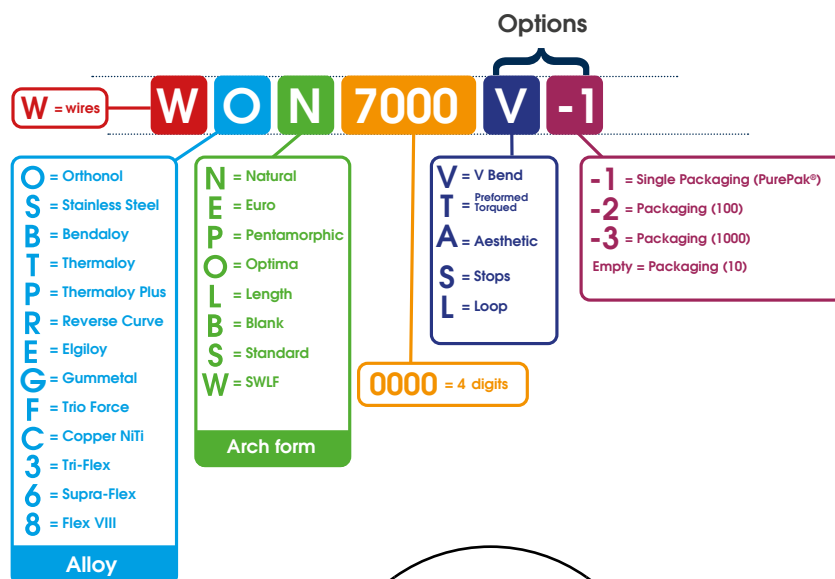 Options
W = wires
W O N 7000 V -1
O = Orthonol
S = Stainless Steel
B = Bendaloy
T = Thermaloy
P = Thermaloy Plus
R = Reverse Curve
E = Elgiloy
G = Gummetal
F = Trio Force
C = Copper NiTi
3 = Tri-Flex
6 = Supra-Flex
8 = Flex VIII
Alloy
N = Natural
E = Euro
P = Pentamorphic
O = Optima
L = Length
B = Blank
S = Standard
W = SWLF
Arch form
0000 = 4 digits
V = V Bend
T = Preformed
Torqued
A = Aesthetic
S = Stops
L = Loop
-1 = Single Packaging (PurePak®)
-2 = Packaging (100)
-3 = Packaging (1000)
Empty = Packaging (10)